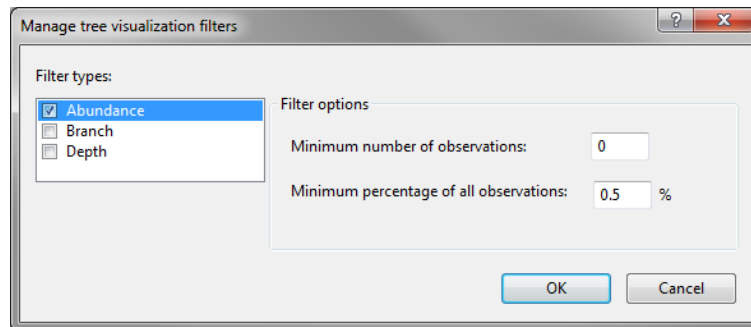 Manage tree visualization filters
Filter types:
Abundance
Branch
Depth
Filter options
Minimum number of observations: 0
Minimum percentage of all observations: 0.5 %
OK Cancel